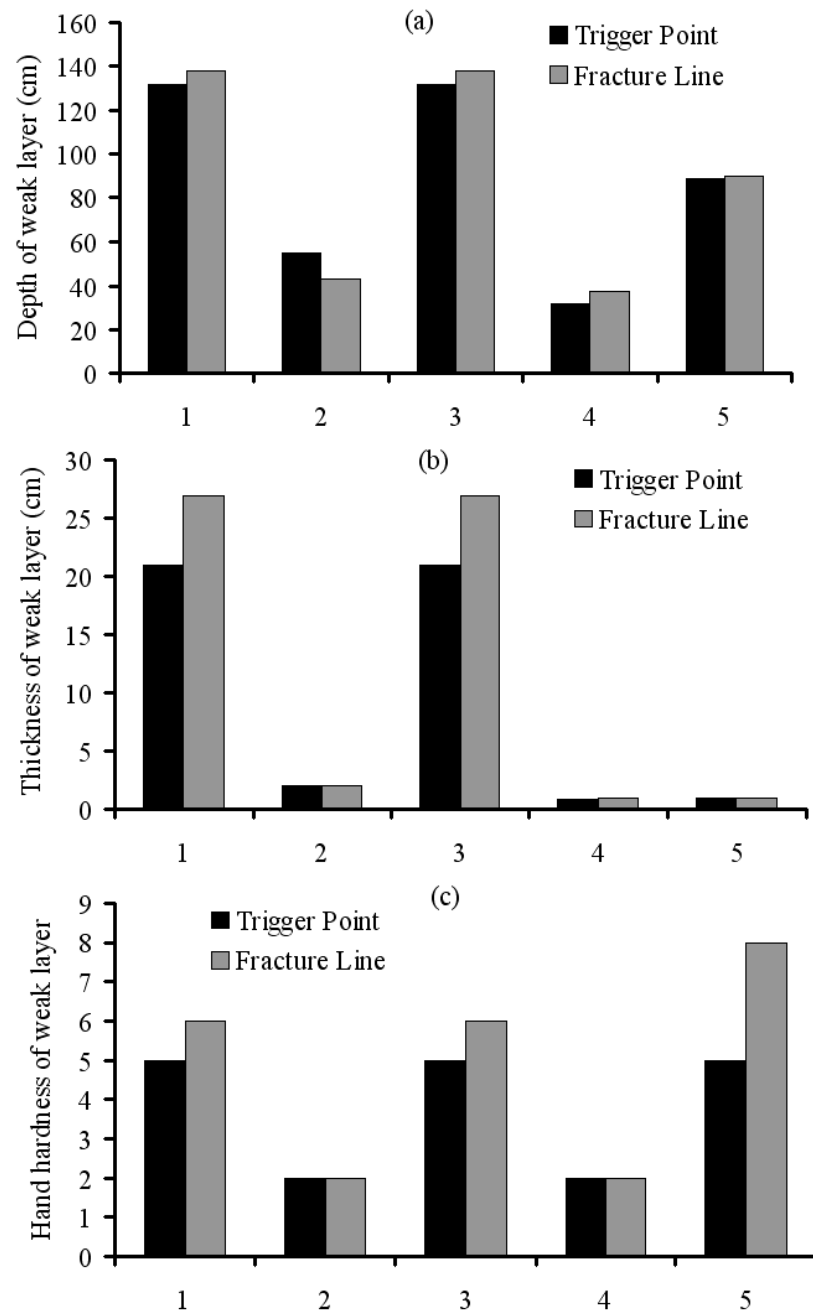 (a)
Depth of weak layer (cm)
160
140
120
100
80
60
40
20
0
Trigger Point
Fracture Line
1 2 3 4 5
(b)
Thickness of weak layer (cm)
30
25
20
15
10
5
0
Trigger Point
Fracture Line
1 2 3 4 5
(c)
Hand hardness of weak layer
9
8
7
6
5
4
3
2
1
0
Trigger Point
Fracture Line
1 2 3 4 5